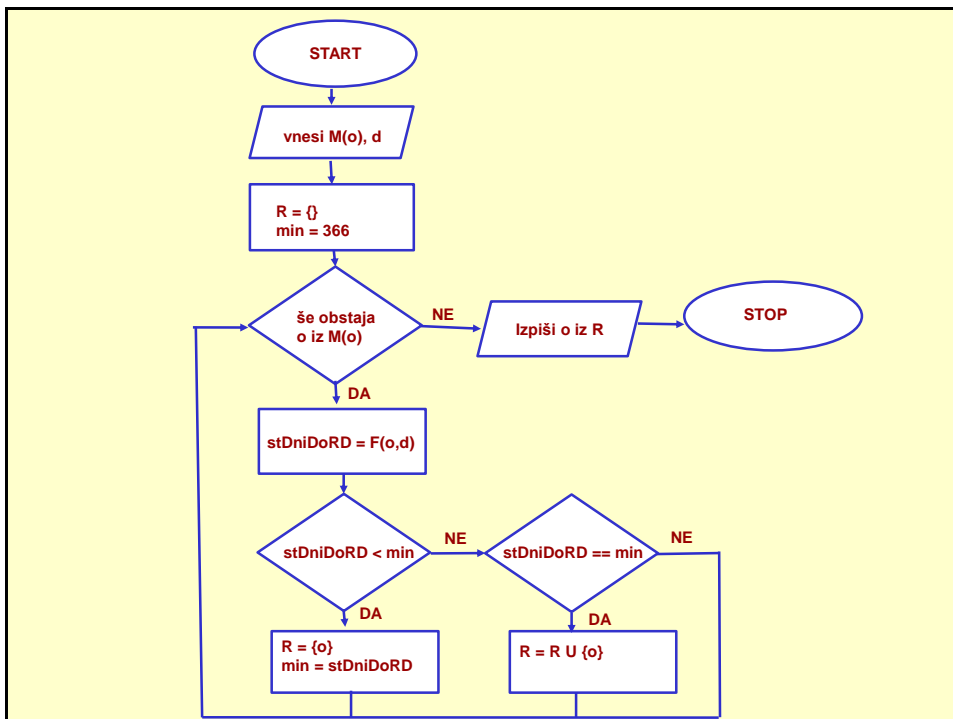 START
vnesi M(o), d
R = {}
min = 366
še obstaja
o iz M(o)
NE
Izpiši o iz R
STOP
DA
stDniDoRD = F(o,d)
stDniDoRD < min
NE
stDniDoRD == min
NE
DA
DA
R = {o}
min = stDniDoRD
R = R U {o}